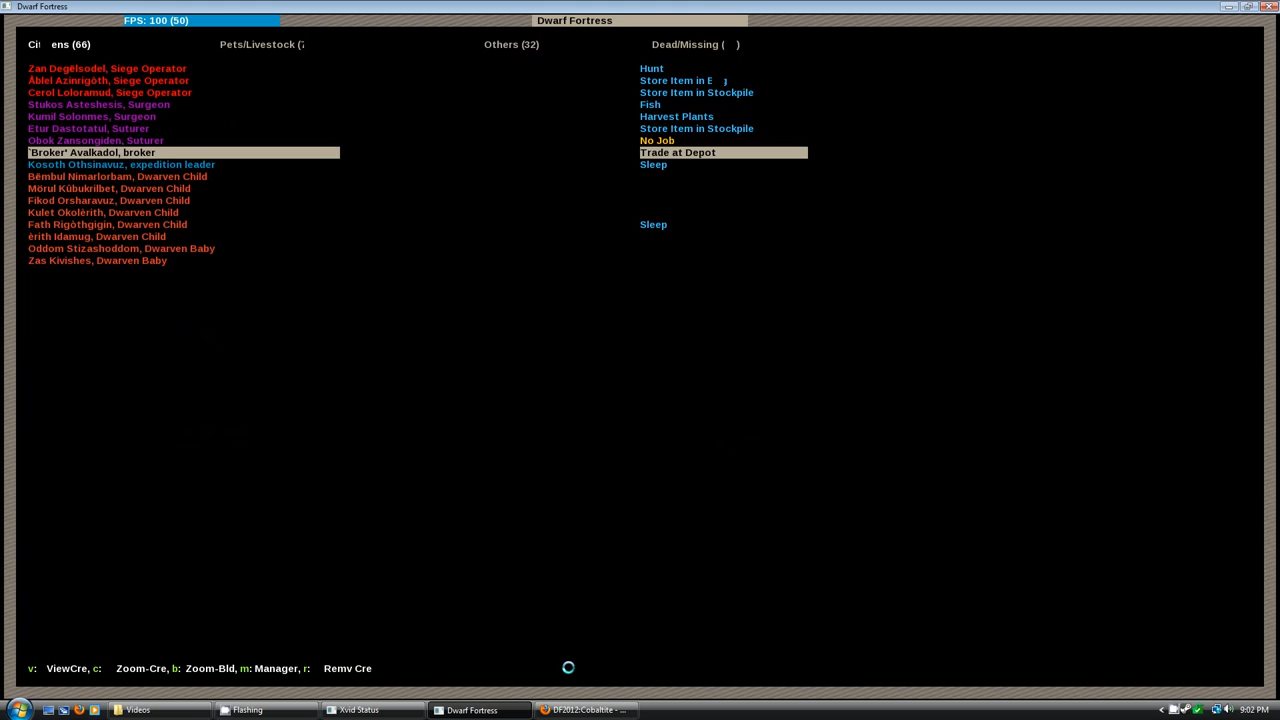 Dwarf Fortress
FPS: 100 (50) Dwarf Fortress
Citizens (66) Pets/Livestock (7 Others (32) Dead/Missing ( )
Zan Degëlsodel, Siege Operator Hunt
Åblel Azinrigòth, Siege Operator Store Item in B g
Cerol Loloramud, Siege Operator Store Item in Stockpile
Stukos Asteshesis, Surgeon Fish
Kumil Solonmes, Surgeon Harvest Plants
Etur Dastotatul, Suturer Store Item in Stockpile
Obok Zansongiden, Suturer No Job
`Broker' Avalkadol, broker Trade at Depot
Kosoth Othsinavuz, expedition leader Sleep
Bëmbul Nimarlorbam, Dwarven Child
Mörul Kûbukrilbet, Dwarven Child
Fikod Orsharavuz, Dwarven Child
Kulet Okolèrith, Dwarven Child
Fath Rigòthgigin, Dwarven Child Sleep
èrith Idamug, Dwarven Child
Oddom Stizashoddom, Dwarven Baby
Zas Kivishes, Dwarven Baby
v: ViewCre, c: Zoom-Cre, b: Zoom-Bld, m: Manager, r: Remv Cre
Videos Flashing Xvid Status Dwarf Fortress DF2012:Cobaltite - ... 9:02 PM